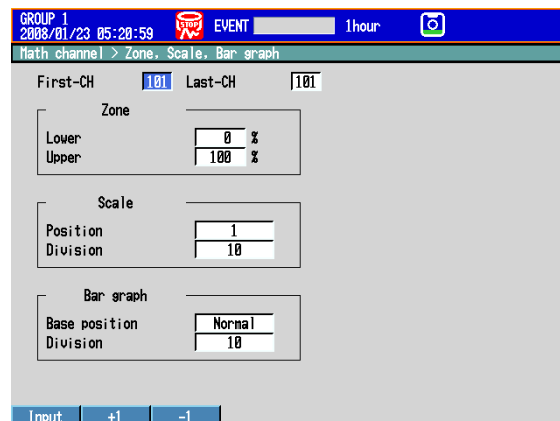 GROUP 1
2008/01/23 05:20:59 STOP EVENT 1hour
Math channel > Zone, Scale, Bar graph
First-CH 101 Last-CH 101
Zone
Lower 0 %
Upper 100 %
Scale
Position 1
Division 10
Bar graph
Base position Normal
Division 10
Input +1 -1